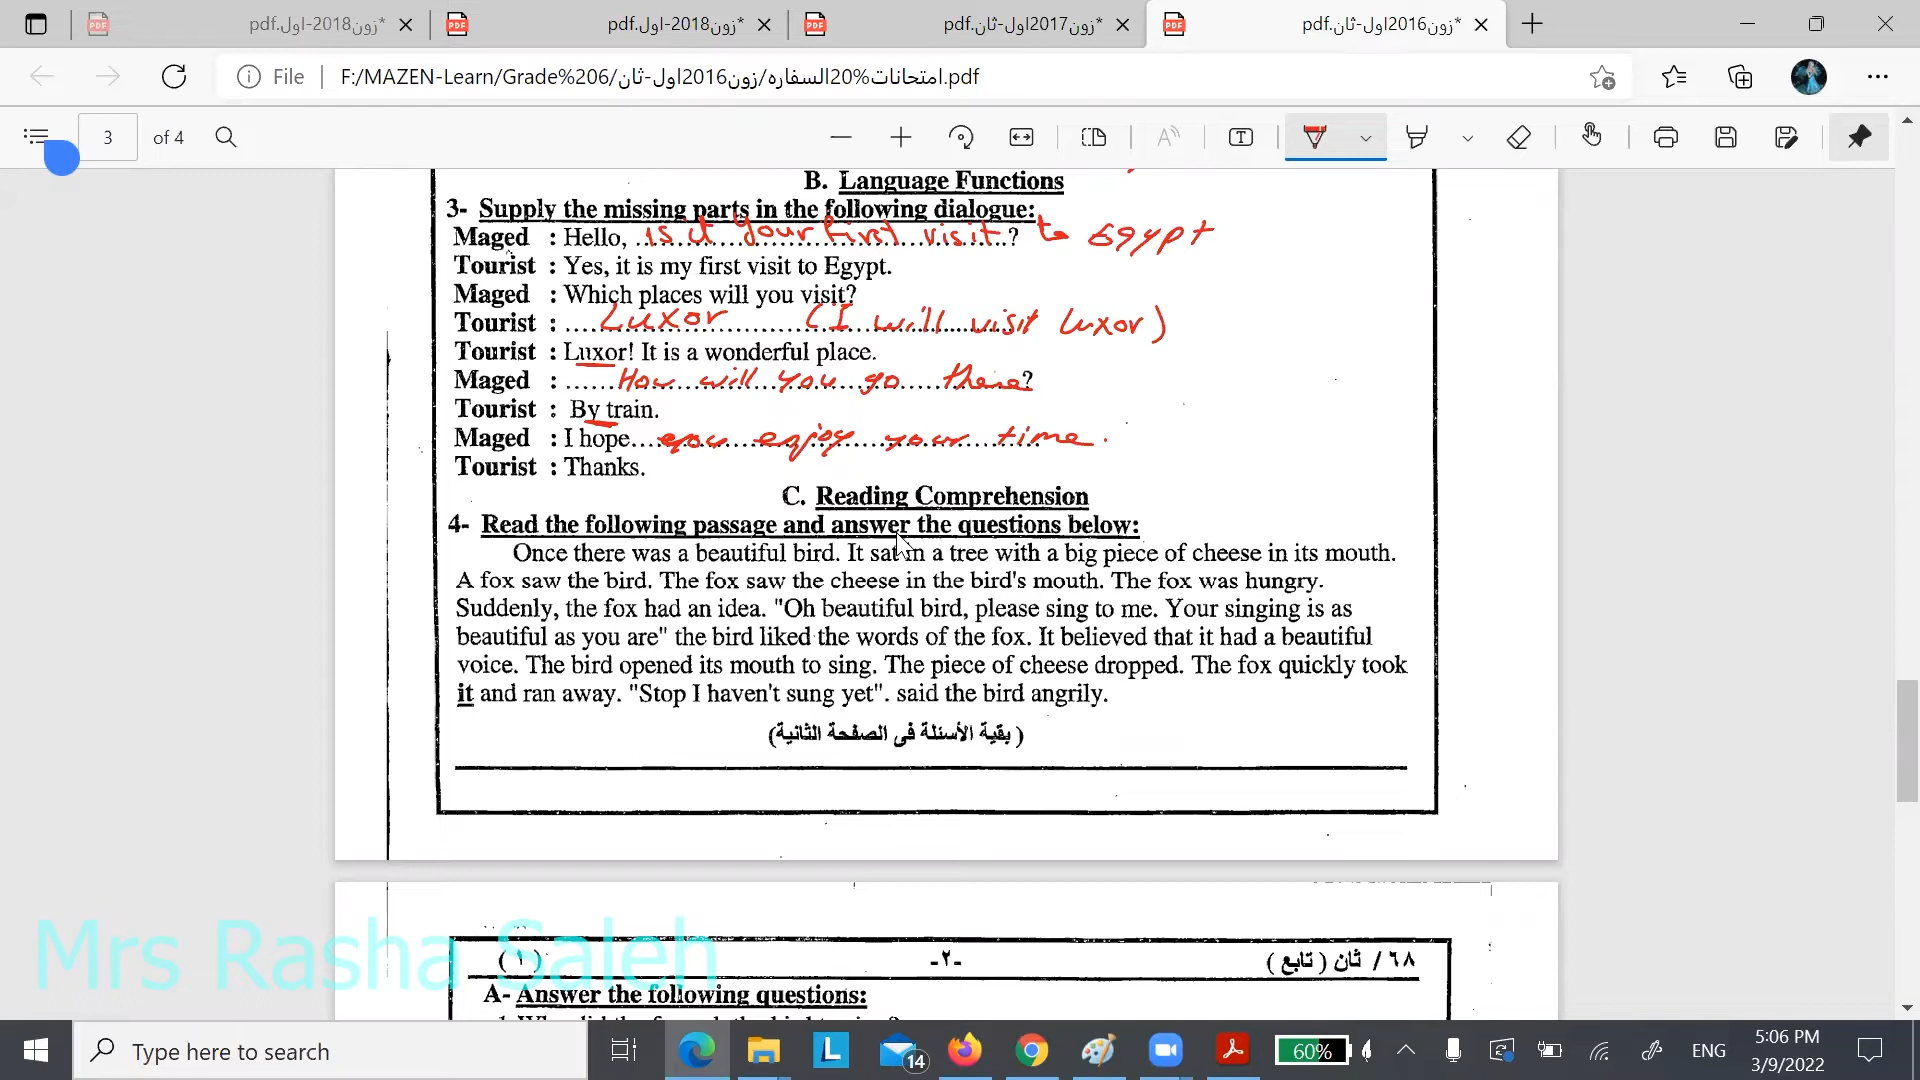 *زون2018-اول.pdf
*زون2018-اول.pdf
*زون2017اول-ثان.pdf
*زون2016اول-ثان.pdf
File F:/MAZEN-Learn/Grade%206/امتحانات%20السفاره/زون2016اول-ثان.pdf
3 of 4
B. Language Functions
3- Supply the missing parts in the following dialogue:
Maged : Hello, is it your first visit ? to Egypt
Tourist : Yes, it is my first visit to Egypt.
Maged : Which places will you visit?
Tourist : Luxor (I will visit Luxor)
Tourist : Luxor! It is a wonderful place.
Maged : How will you go there?
Tourist : By train.
Maged : I hope you enjoy your time.
Tourist : Thanks.
C. Reading Comprehension
4- Read the following passage and answer the questions below:
Once there was a beautiful bird. It sat in a tree with a big piece of cheese in its mouth.
A fox saw the bird. The fox saw the cheese in the bird's mouth. The fox was hungry.
Suddenly, the fox had an idea. "Oh beautiful bird, please sing to me. Your singing is as
beautiful as you are" the bird liked the words of the fox. It believed that it had a beautiful
voice. The bird opened its mouth to sing. The piece of cheese dropped. The fox quickly took
it and ran away. "Stop I haven't sung yet". said the bird angrily.
( بقية الأسئلة فى الصفحة الثانية)
Mrs Rasha Saleh
٦٨ / ثان ( تابع ) -٢- (١)
A- Answer the following questions:
Type here to search
14
60%
ENG
5:06 PM
3/9/2022